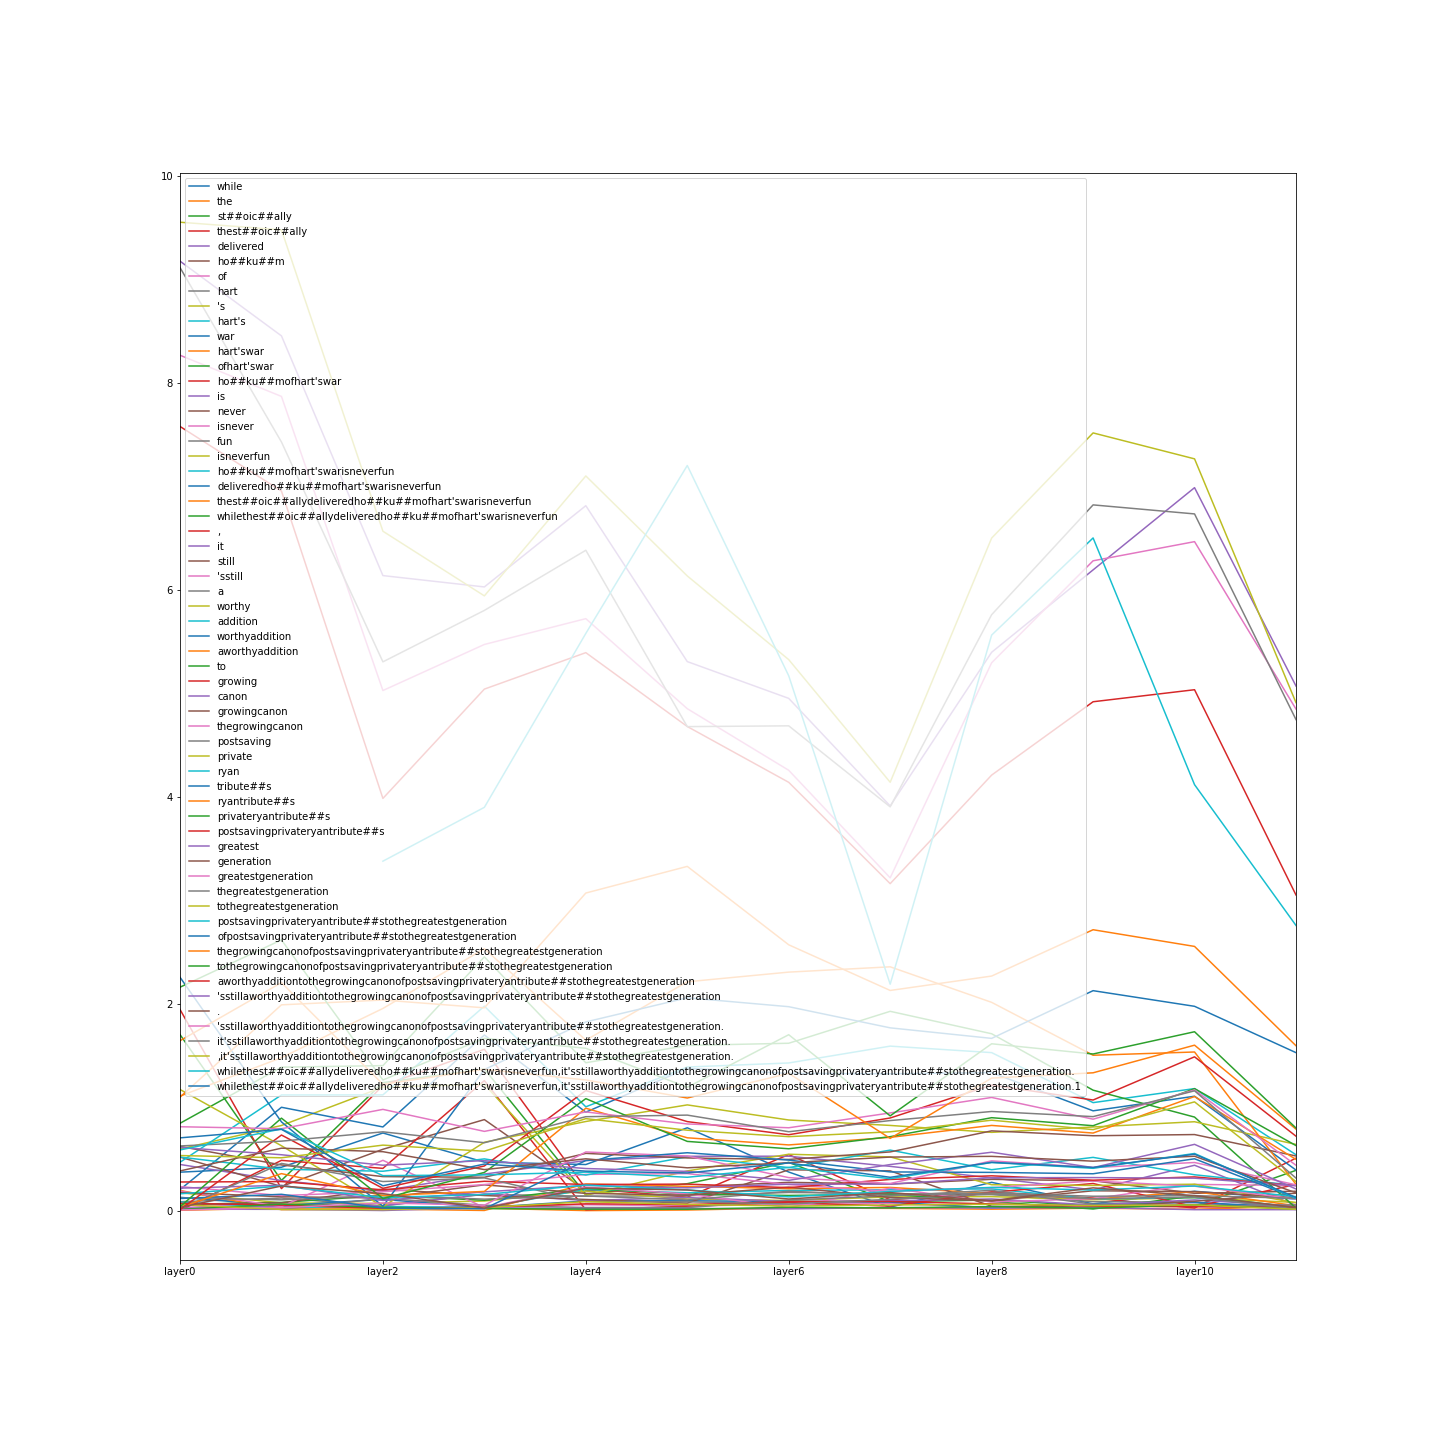 10
8
6
4
2
0
while
the
st##oic##ally
thest##oic##ally
delivered
ho##ku##m
of
hart
's
hart's
war
hart'swar
ofhart'swar
ho##ku##mofhart'swar
is
never
isnever
fun
isneverfun
ho##ku##mofhart'swarisneverfun
deliveredho##ku##mofhart'swarisneverfun
thest##oic##allydeliveredho##ku##mofhart'swarisneverfun
whilethest##oic##allydeliveredho##ku##mofhart'swarisneverfun
,
it
still
'sstill
a
worthy
addition
worthyaddition
aworthyaddition
to
growing
canon
growingcanon
thegrowingcanon
postsaving
private
ryan
tribute##s
ryantribute##s
privateryantribute##s
postsavingprivateryantribute##s
greatest
generation
greatestgeneration
thegreatestgeneration
tothegreatestgeneration
postsavingprivateryantribute##stothegreatestgeneration
ofpostsavingprivateryantribute##stothegreatestgeneration
thegrowingcanonofpostsavingprivateryantribute##stothegreatestgeneration
tothegrowingcanonofpostsavingprivateryantribute##stothegreatestgeneration
aworthyadditiontothegrowingcanonofpostsavingprivateryantribute##stothegreatestgeneration
'sstillaworthyadditiontothegrowingcanonofpostsavingprivateryantribute##stothegreatestgeneration
.
'sstillaworthyadditiontothegrowingcanonofpostsavingprivateryantribute##stothegreatestgeneration.
it'sstillaworthyadditiontothegrowingcanonofpostsavingprivateryantribute##stothegreatestgeneration.
,it'sstillaworthyadditiontothegrowingcanonofpostsavingprivateryantribute##stothegreatestgeneration.
whilethest##oic##allydeliveredho##ku##mofhart'swarisneverfun,it'sstillaworthyadditiontothegrowingcanonofpostsavingprivateryantribute##stothegreatestgeneration.
whilethest##oic##allydeliveredho##ku##mofhart'swarisneverfun,it'sstillaworthyadditiontothegrowingcanonofpostsavingprivateryantribute##stothegreatestgeneration.1
layer0 layer2 layer4 layer6 layer8 layer10